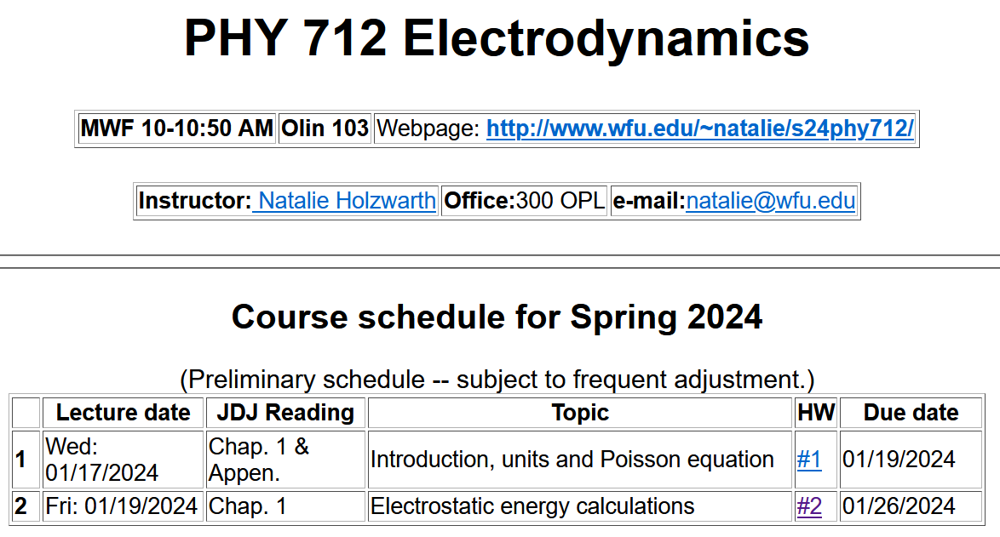 PHY 712 Electrodynamics
MWF 10-10:50 AM Olin 103 Webpage: http://www.wfu.edu/~natalie/s24phy712/
Instructor: Natalie Holzwarth Office:300 OPL e-mail:natalie@wfu.edu
Course schedule for Spring 2024
(Preliminary schedule -- subject to frequent adjustment.)
Lecture date JDJ Reading Topic HW Due date
1 Wed: 01/17/2024 Chap. 1 & Appen. Introduction, units and Poisson equation #1 01/19/2024
2 Fri: 01/19/2024 Chap. 1 Electrostatic energy calculations #2 01/26/2024